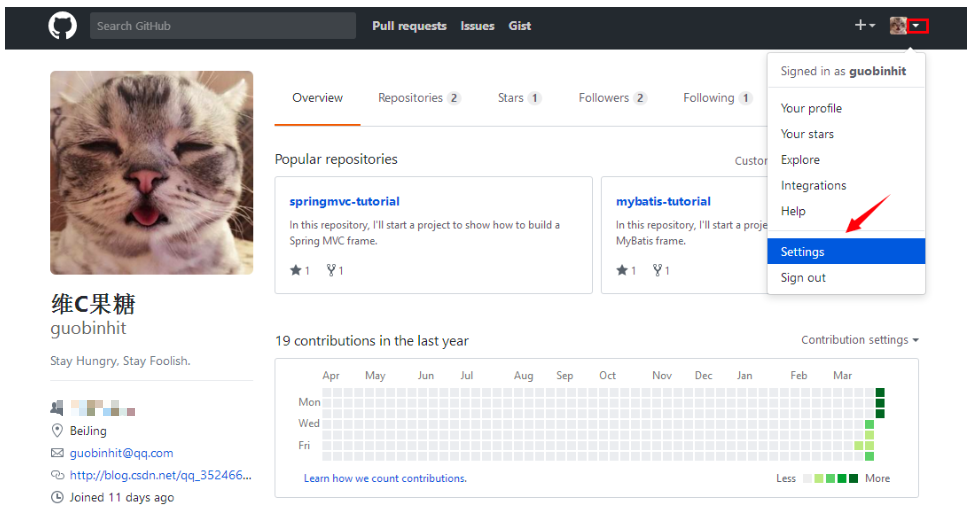 Search GitHub
Pull requests Issues Gist
Signed in as guobinhit
Your profile
Your stars
Explore
Integrations
Help
Settings
Sign out
Overview Repositories 2 Stars 1 Followers 2 Following 1
Popular repositories
springmvc-tutorial
In this repository, I'll start a project to show how to build a
Spring MVC frame.
1 1
mybatis-tutorial
In this repository, I'll start a proje
MyBatis frame.
1 1
维C果糖
guobinhit
Stay Hungry, Stay Foolish.
BeiJing
guobinhit@qq.com
http://blog.csdn.net/qq_352466...
Joined 11 days ago
19 contributions in the last year
Contribution settings
Apr May Jun Jul Aug Sep Oct Nov Dec Jan Feb Mar
Mon
Wed
Fri
Learn how we count contributions.
Less More